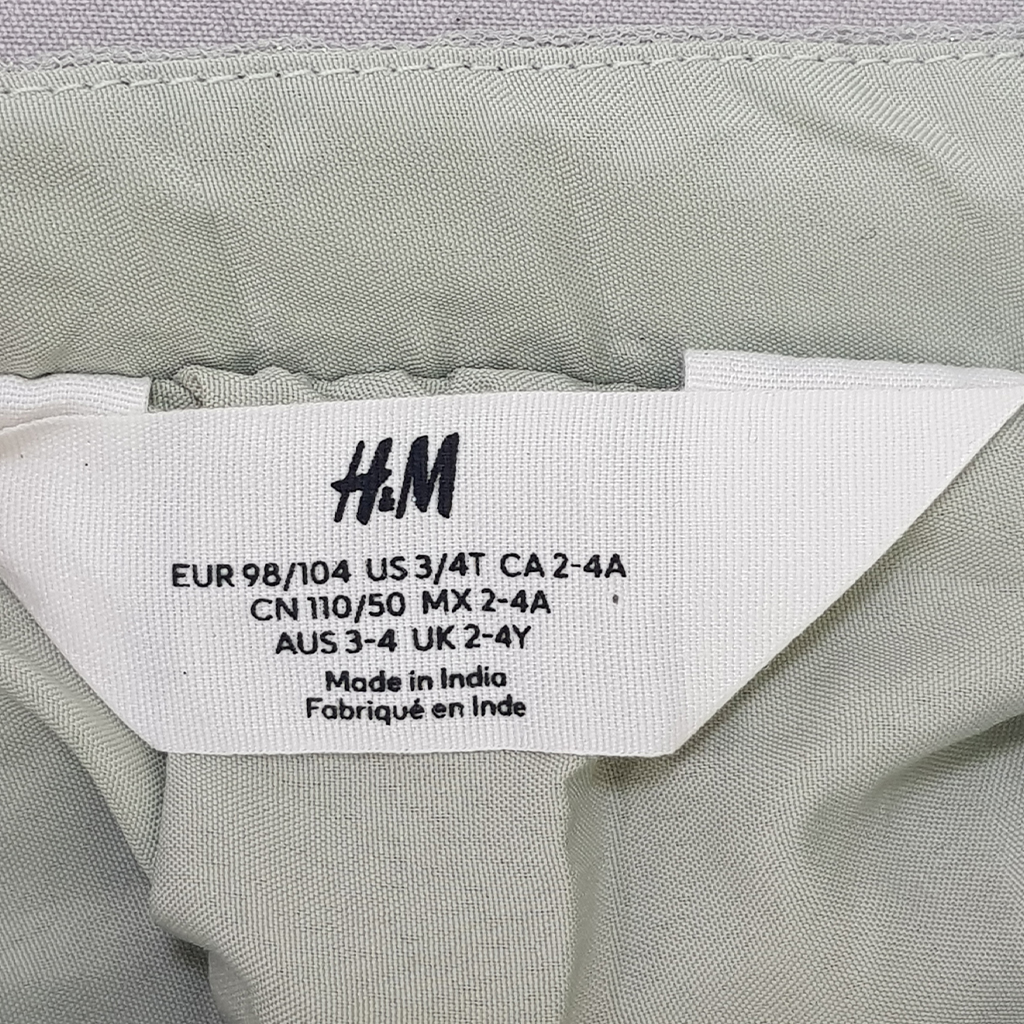 H&M
EUR 98/104 US 3/4T CA 2-4A
CN 110/50 MX 2-4A
AUS 3-4 UK 2-4Y
Made in India
Fabriqué en Inde